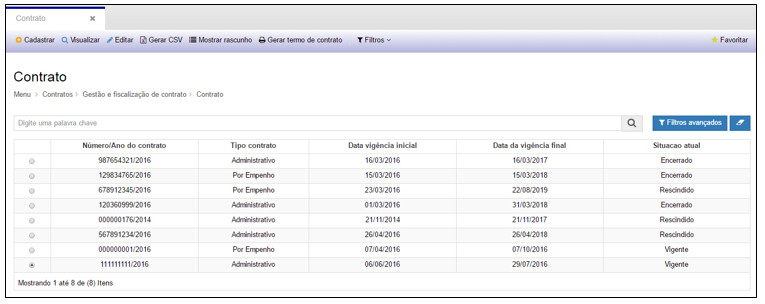 Contrato
Cadastrar Visualizar Editar Gerar CSV Mostrar rascunho Gerar termo de contrato Filtros Favoritar
Contrato
Menu > Contratos > Gestão e fiscalização de contrato > Contrato
Digite uma palavra chave Filtros avançados
Número/Ano do contrato Tipo contrato Data vigência inicial Data da vigência final Situacao atual
987654321/2016 Administrativo 16/03/2016 16/03/2017 Encerrado
129834765/2016 Por Empenho 15/03/2016 15/03/2018 Encerrado
678912345/2016 Por Empenho 23/03/2016 22/08/2019 Rescindido
120360999/2016 Administrativo 01/03/2016 31/03/2018 Encerrado
000000176/2014 Administrativo 21/11/2014 21/11/2017 Rescindido
567891234/2016 Administrativo 26/04/2016 26/04/2018 Rescindido
000000001/2016 Por Empenho 07/04/2016 07/10/2016 Vigente
111111111/2016 Administrativo 06/06/2016 29/07/2016 Vigente
Mostrando 1 até 8 de (8) Itens